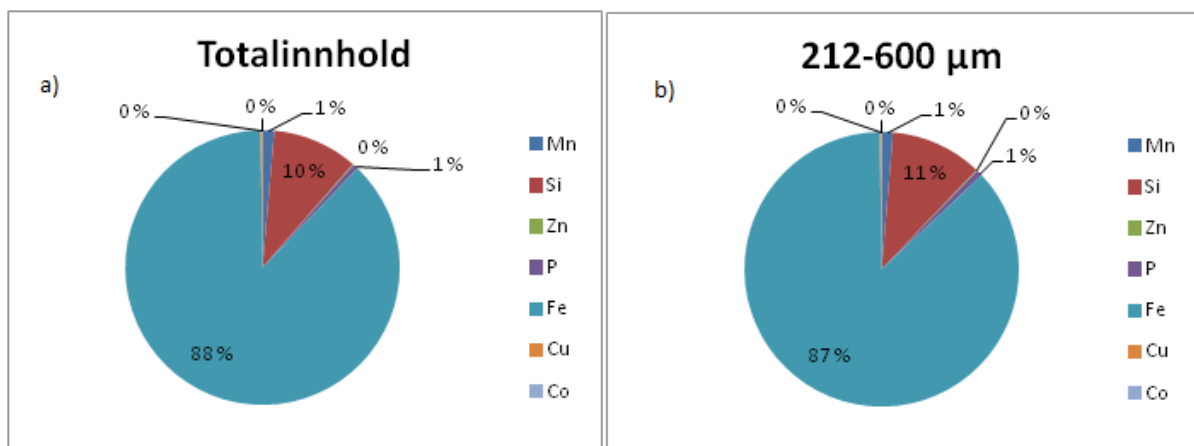 Totalinnhold
a)
0%
0%
1%
10%
0%
1%
88%
Mn
Si
Zn
P
Fe
Cu
Co
212-600 µm
b)
0%
0%
1%
11%
0%
1%
87%
Mn
Si
Zn
P
Fe
Cu
Co